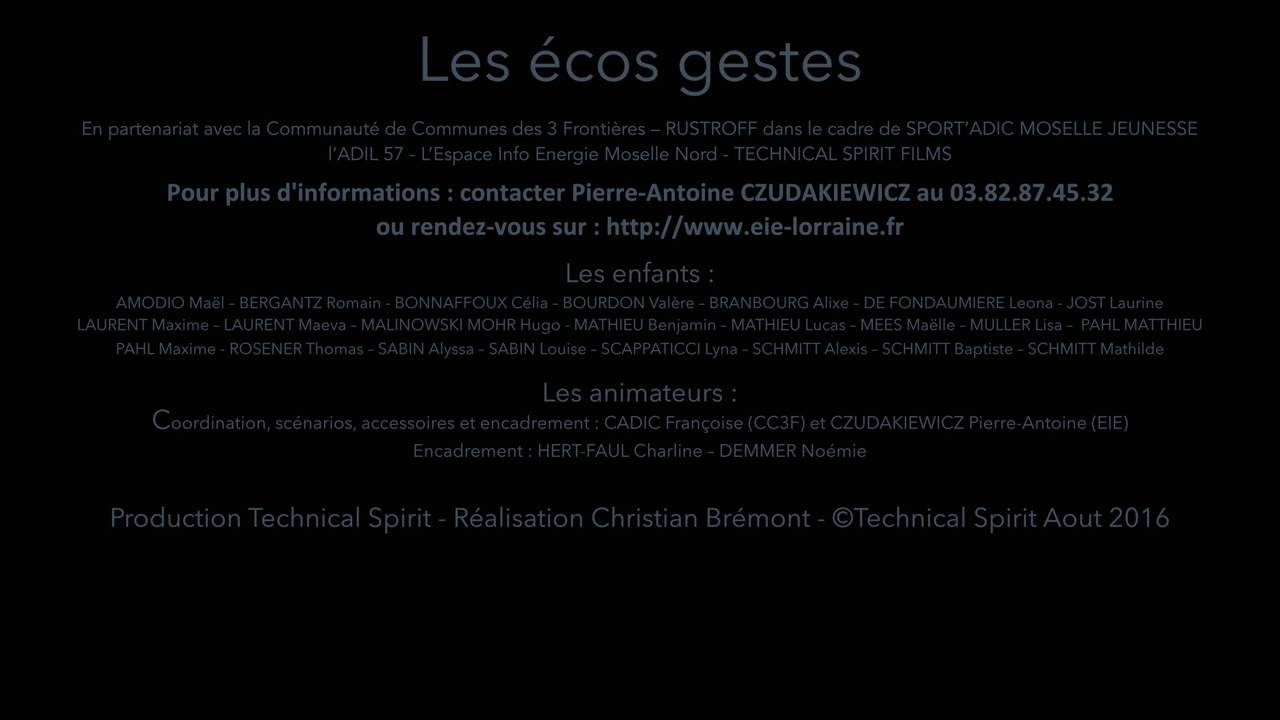 Les écos gestes
En partenariat avec la Communauté de Communes des 3 Frontières – RUSTROFF dans le cadre de SPORT'ADIC MOSELLE JEUNESSE
l'ADIL 57 - L'Espace Info Energie Moselle Nord - TECHNICAL SPIRIT FILMS
Pour plus d'informations : contacter Pierre-Antoine CZUDAKIEWICZ au 03.82.87.45.32
ou rendez-vous sur : http://www.eie-lorraine.fr
Les enfants :
AMODIO Maël – BERGANTZ Romain - BONNAFFOUX Célia – BOURDON Valère – BRANBOURG Alixe – DE FONDAUMIERE Leona - JOST Laurine
LAURENT Maxime – LAURENT Maeva – MALINOWSKI MOHR Hugo - MATHIEU Benjamin – MATHIEU Lucas – MEES Maëlle – MULLER Lisa – PAHL MATTHIEU
PAHL Maxime - ROSENER Thomas – SABIN Alyssa – SABIN Louise – SCAPPATICCI Lyna – SCHMITT Alexis – SCHMITT Baptiste – SCHMITT Mathilde
Les animateurs :
Coordination, scénarios, accessoires et encadrement : CADIC Françoise (CC3F) et CZUDAKIEWICZ Pierre-Antoine (EIE)
Encadrement : HERT-FAUL Charline – DEMMER Noémie
Production Technical Spirit - Réalisation Christian Brémont - ©Technical Spirit Aout 2016